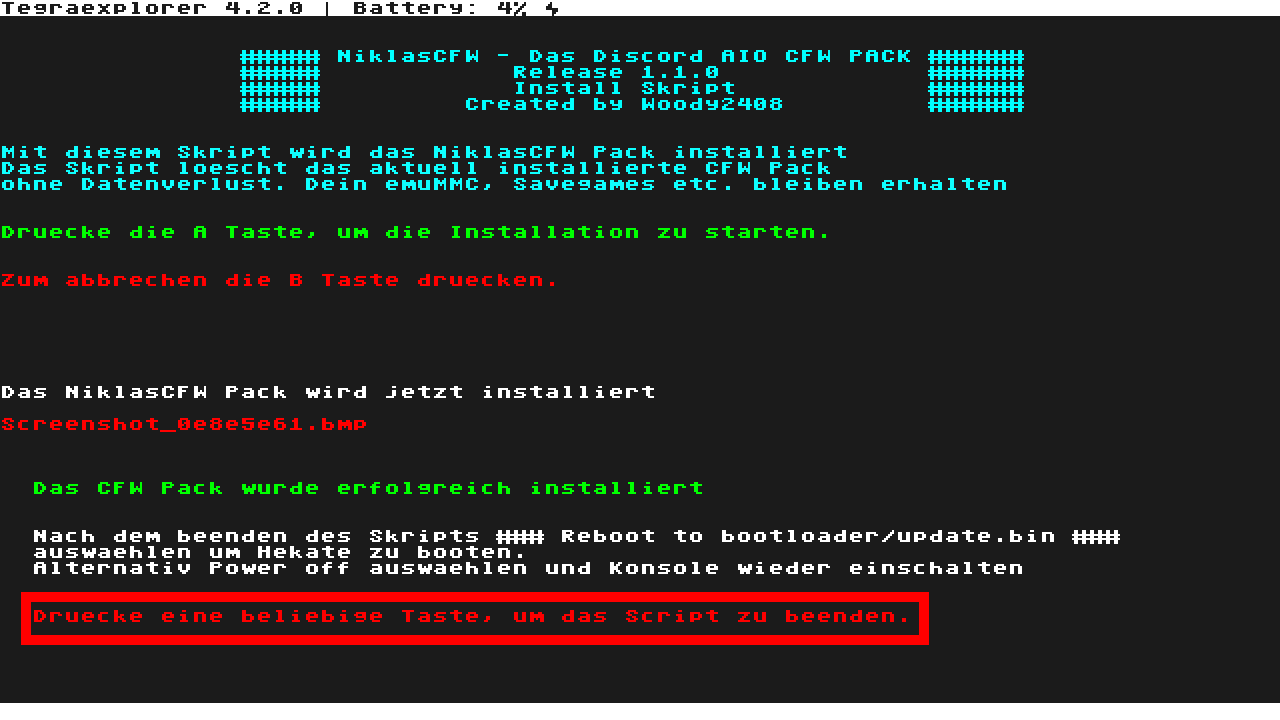 Tegraexplorer 4.2.0 | Battery: 4%
######## NiklasCFW - Das Discord AIO CFW PACK ##########
######## Release 1.1.0 ##########
######## Install Skript ##########
######## Created by Woody2408 ##########
Mit diesem Skript wird das NiklasCFW Pack installiert
Das Skript loescht das aktuell installierte CFW Pack
ohne Datenverlust. Dein emuMMC, Savegames etc. bleiben erhalten
Druecke die A Taste, um die Installation zu starten.
Zum abbrechen die B Taste druecken.
Das NiklasCFW Pack wird jetzt installiert
Screenshot_0e8e5e61.bmp
Das CFW Pack wurde erfolgreich installiert
Nach dem beenden des Skripts ### Reboot to bootloader/update.bin ###
auswaehlen um Hekate zu booten.
Alternativ Power off auswaehlen und Konsole wieder einschalten
Druecke eine beliebige Taste, um das Script zu beenden.